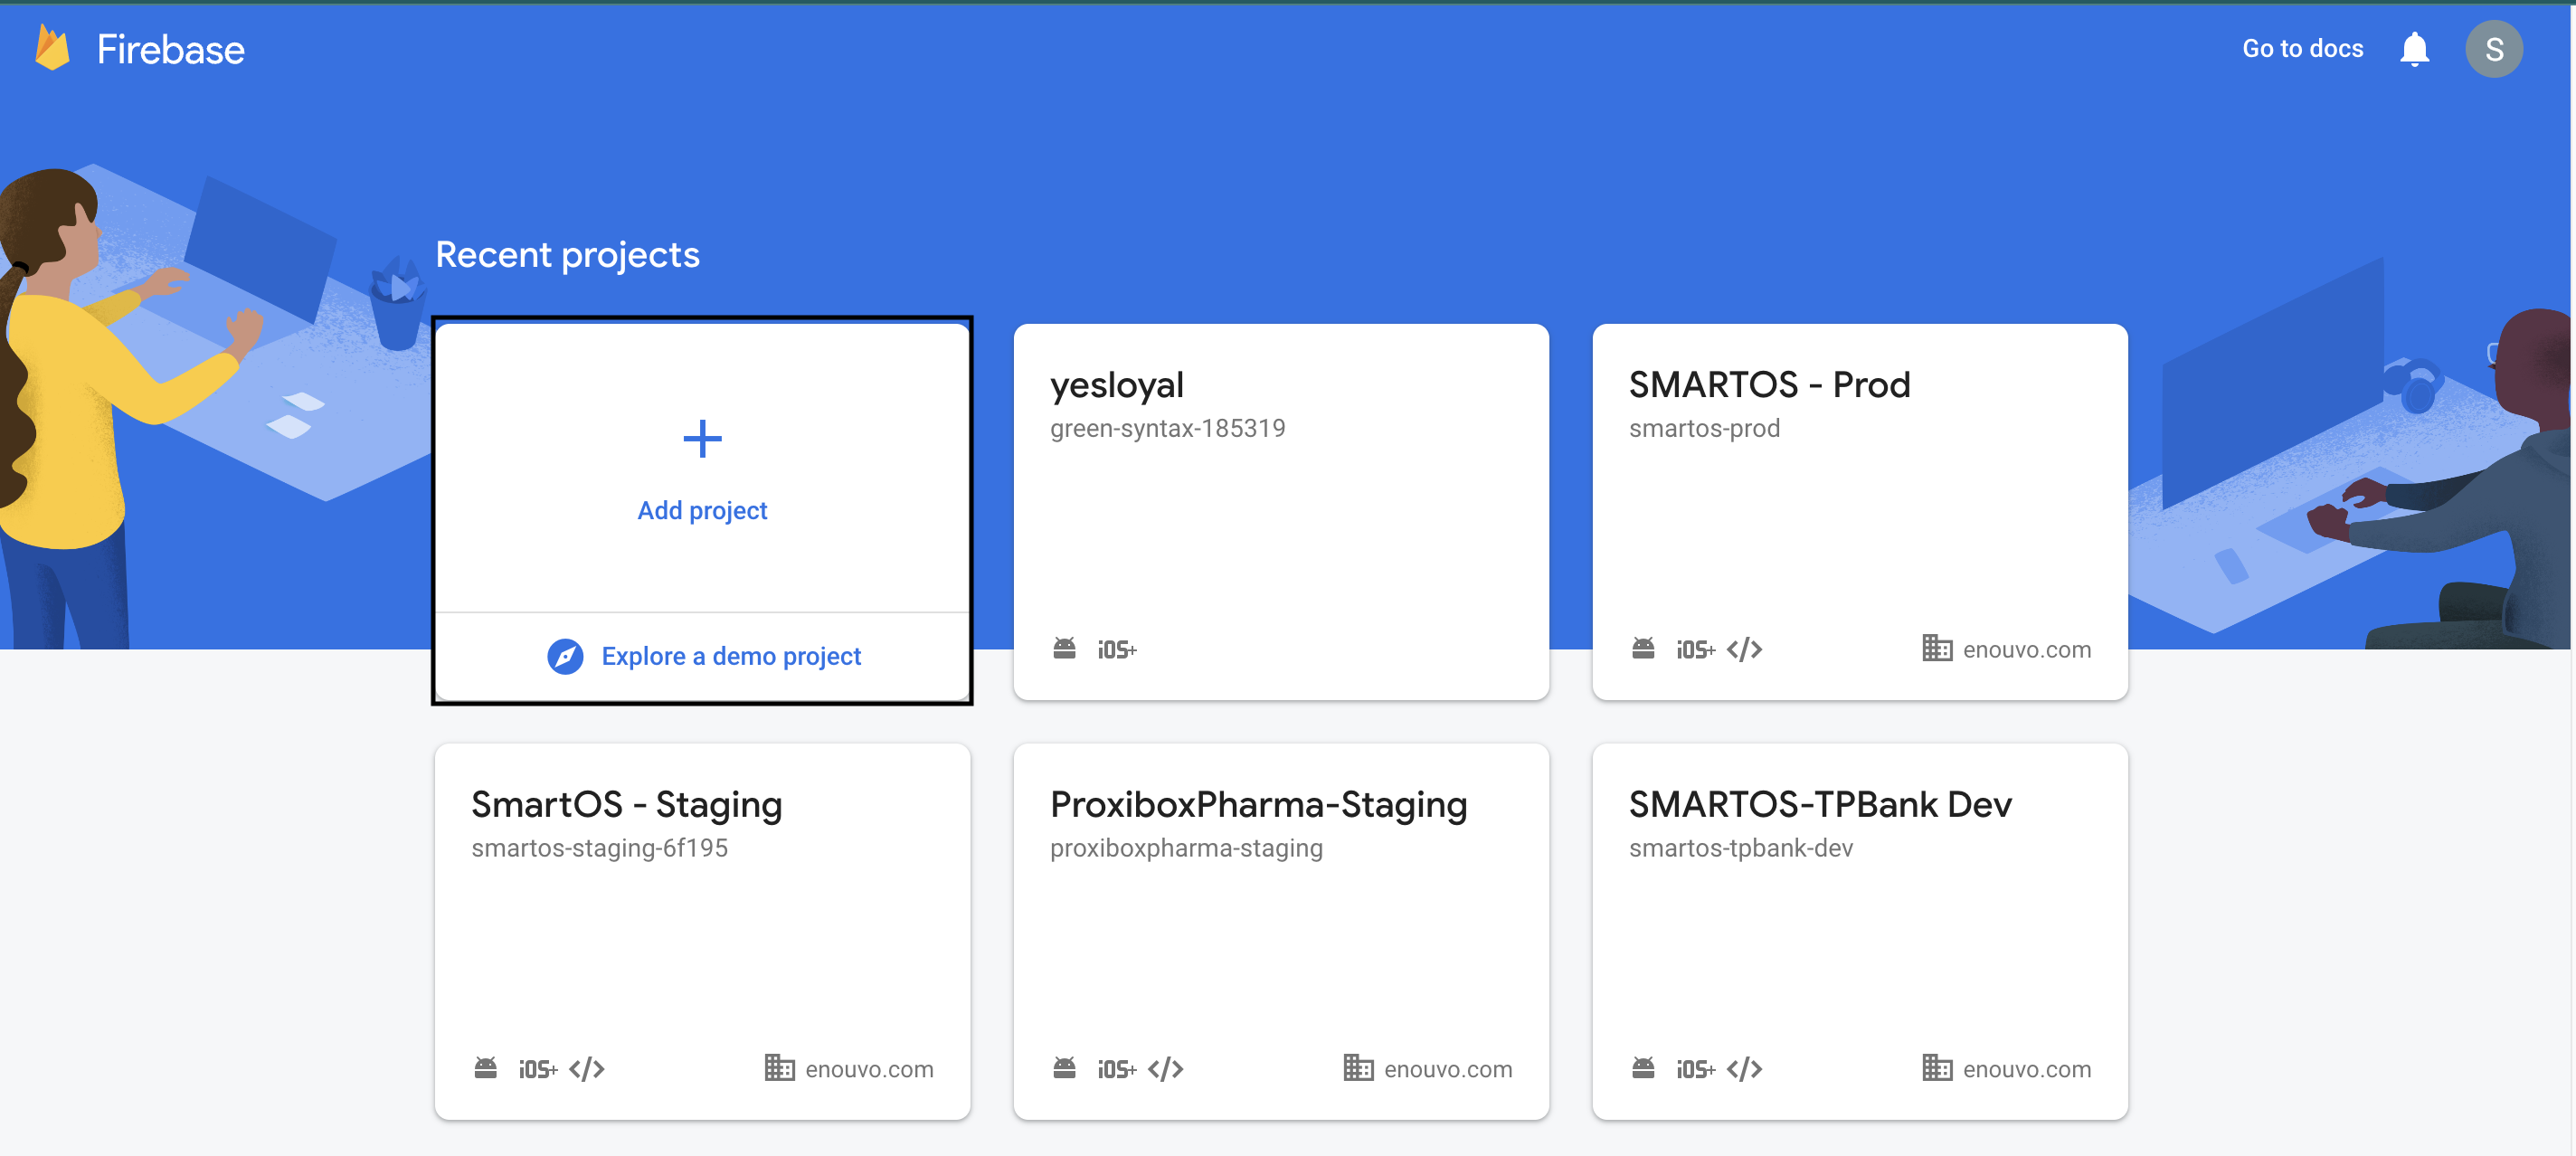 Firebase
Go to docs
S
Recent projects
Add project
Explore a demo project
yesloyal
green-syntax-185319
iOS+
SMARTOS - Prod
smartos-prod
iOS+ </>
enouvo.com
SmartOS - Staging
smartos-staging-6f195
iOS+ </>
enouvo.com
ProxiboxPharma-Staging
proxiboxpharma-staging
iOS+ </>
enouvo.com
SMARTOS-TPBank Dev
smartos-tpbank-dev
iOS+ </>
enouvo.com